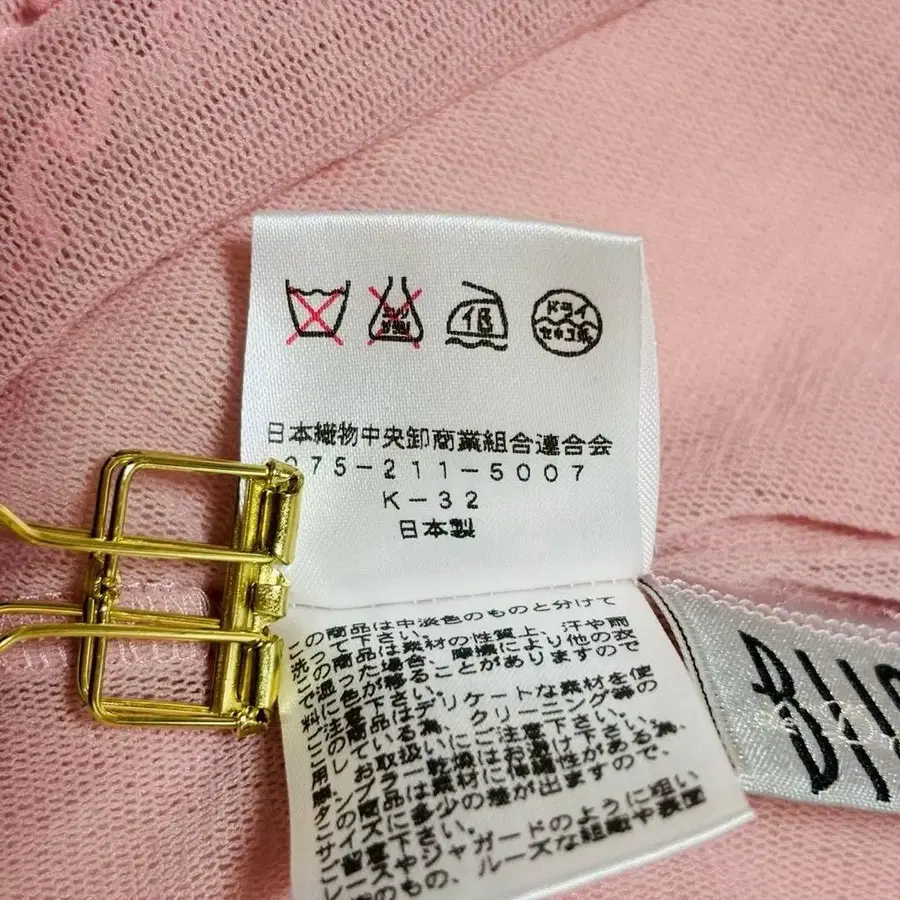 低
ドライ
セキユ系
日本織物中央卸商業組合連合会
075-211-5007
K-32
日本製
この商品は中淡色のものと分けて
洗って下さい。
この商品は素材の性質上、汗や雨
で湿った場合、摩擦により他の衣
料に色が移ることがありますので
ご注意下さい。
この商品はデリケートな素材を使
用している為、クリーニング等の
際のお取扱いにご注意下さい。
タンブラー乾燥はお避け下さい。
この商品は素材に伸縮性がある為、
サイズに多少の差が出ますので、
ご留意下さい。
レースやジャガードのように粗い
のもの、ルーズな組織や表面